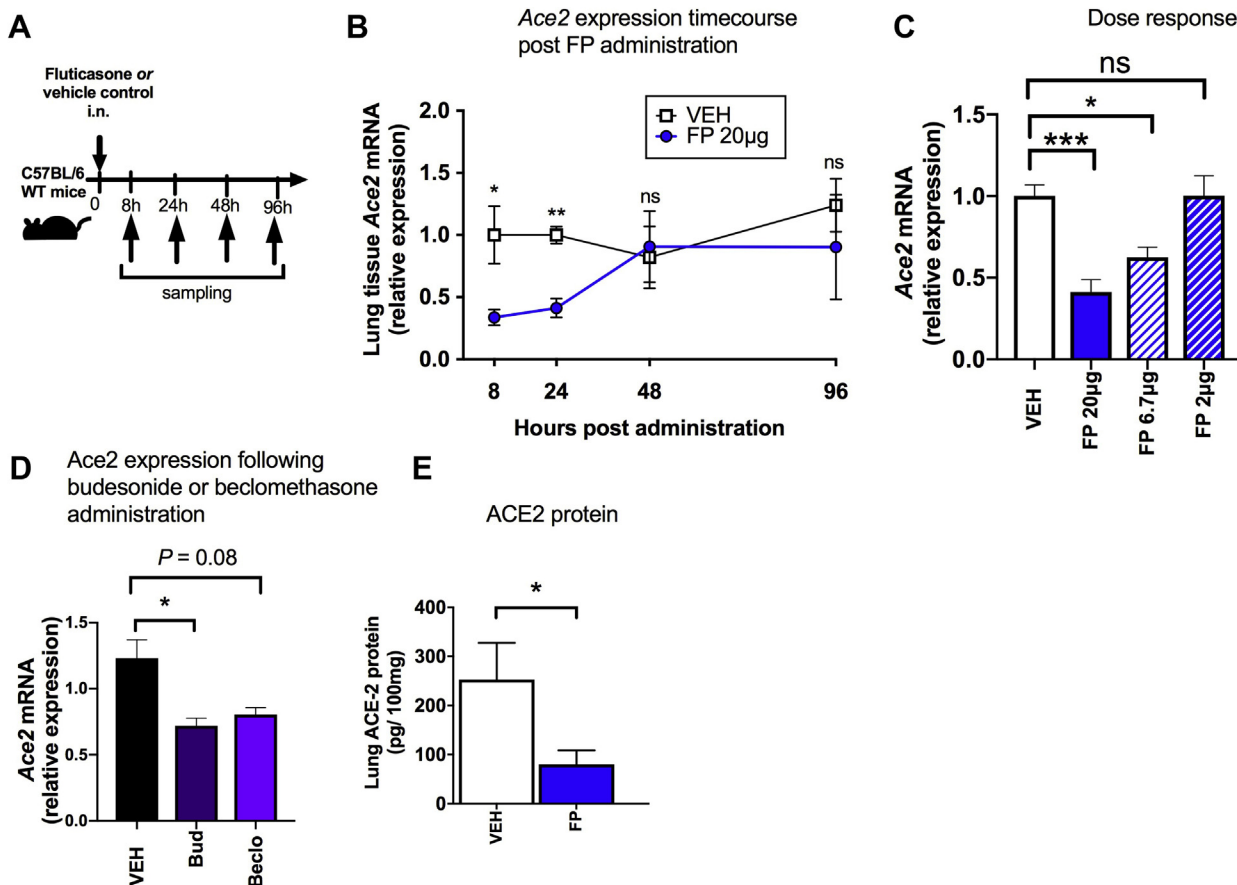 A
Fluticasone or
vehicle control
i.n.
C57BL/6
WT mice
0
8h
24h
48h
96h
sampling
B
Ace2 expression timecourse
post FP administration
Lung tissue Ace2 mRNA
(relative expression)
2.0
1.5
1.0
0.5
0.0
VEH
FP 20µg
*
**
ns
ns
8
24
48
96
Hours post administration
C
Dose response
ns
*
***
Ace2 mRNA
(relative expression)
1.5
1.0
0.5
0.0
VEH
FP 20µg
FP 6.7µg
FP 2µg
D
Ace2 expression following
budesonide or beclomethasone
administration
P = 0.08
*
Ace2 mRNA
(relative expression)
1.5
1.0
0.5
0.0
VEH
Bud
Beclo
E
ACE2 protein
*
Lung ACE-2 protein
(pg/ 100mg)
400
300
200
100
0
VEH
FP